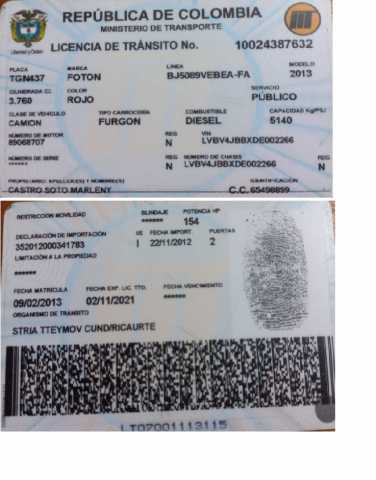 REPÚBLICA DE COLOMBIA
MINISTERIO DE TRANSPORTE
Libertad y Orden
LICENCIA DE TRÁNSITO No. 10024387632
PLACA MARCA LINEA MODELO
TGN437 FOTON BJ5089VEBEA-FA 2013
CILINDRADA CC COLOR SERVICIO
3.760 ROJO PÚBLICO
CLASE DE VEHÍCULO TIPO CARROCERÍA COMBUSTIBLE CAPACIDAD Kg/PSJ
CAMIÓN FURGON DIESEL 5140
NÚMERO DE MOTOR REG VIN
89068707 N LVBV4JBBXDE002266
NÚMERO DE SERIE REG NÚMERO DE CHASIS REG
****** N LVBV4JBBXDE002266 N
PROPIETARIO: APELLIDO(S) Y NOMBRE(S) IDENTIFICACIÓN
CASTRO SOTO MARLENY C.C. 65498899
RESTRICCIÓN MOVILIDAD BLINDAJE POTENCIA HP
****** ****** 154
DECLARACIÓN DE IMPORTACIÓN I/E FECHA IMPORT. PUERTAS
352012000341783 I 22/11/2012 2
LIMITACIÓN A LA PROPIEDAD
******
FECHA MATRICULA FECHA EXP. LIC. TTO. FECHA VENCIMIENTO
09/02/2013 02/11/2021 ******
ORGANISMO DE TRÁNSITO
STRIA TTEYMOV CUND/RICAURTE
LT07001113115